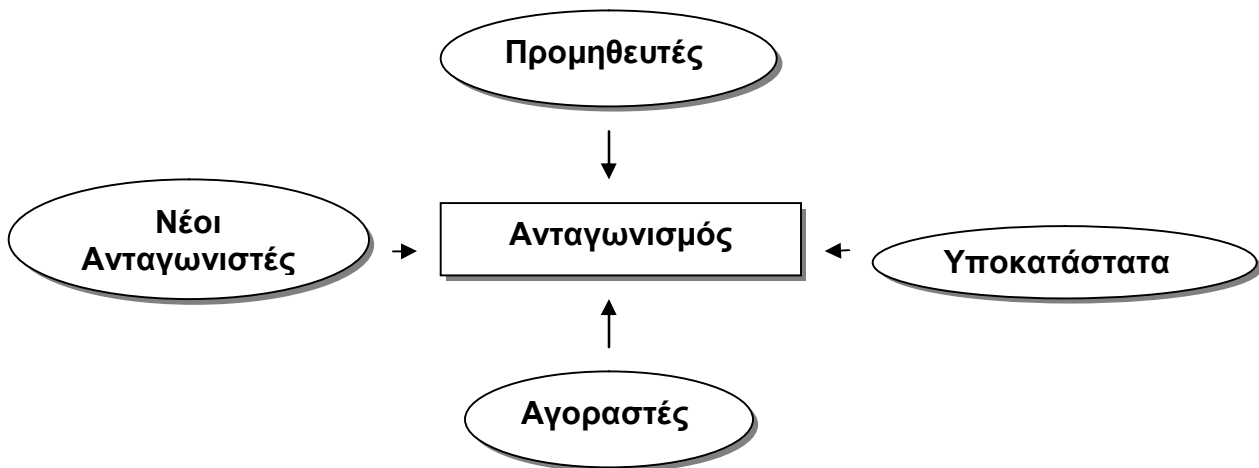 Προμηθευτές
Νέοι
Ανταγωνιστές
Ανταγωνισμός
Υποκατάστατα
Αγοραστές